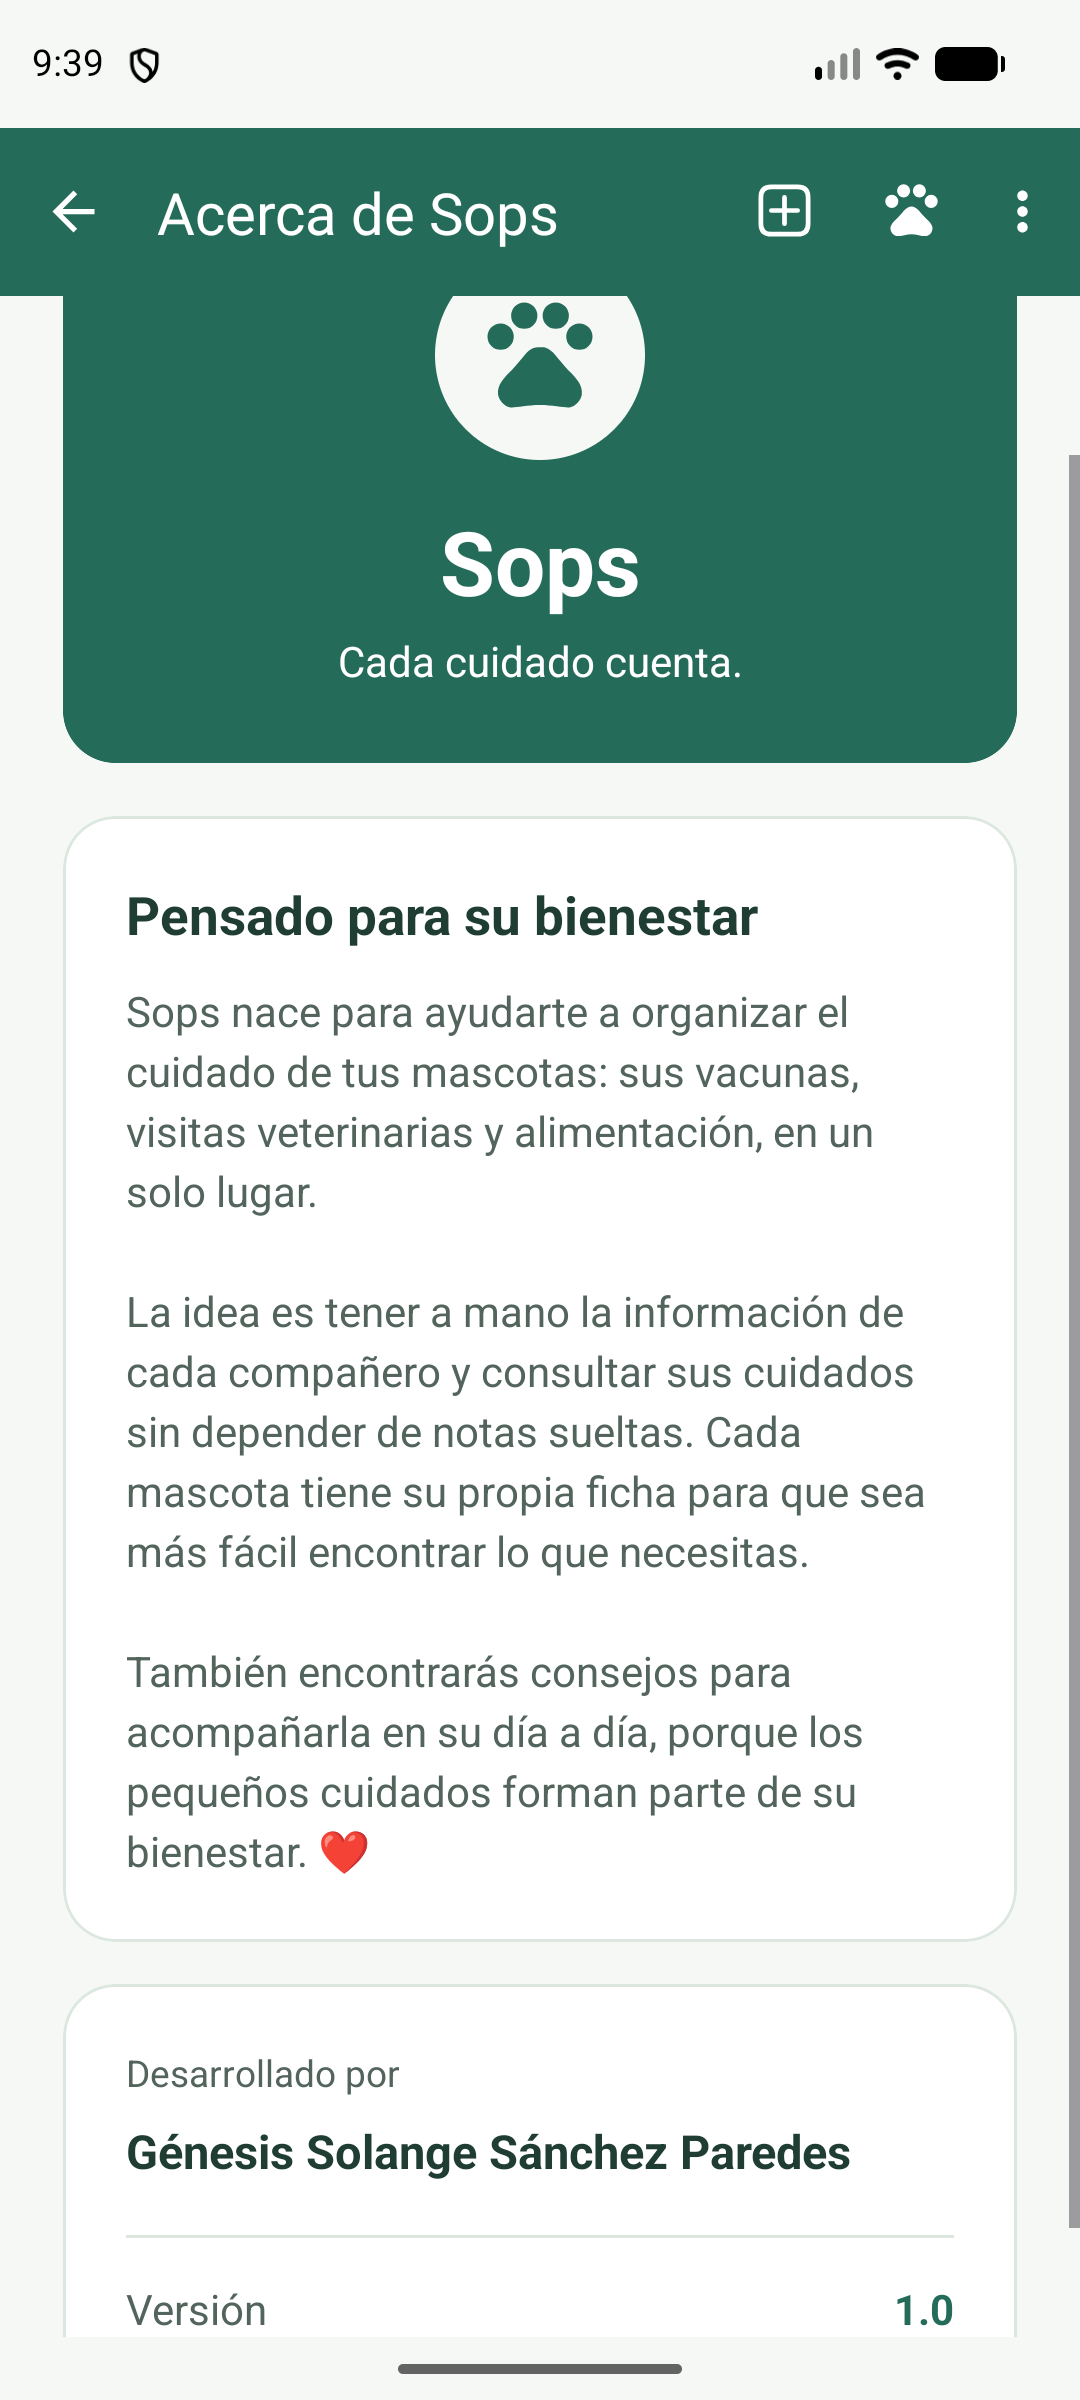 9:39
Acerca de Sops
Sops
Cada cuidado cuenta.
Pensado para su bienestar
Sops nace para ayudarte a organizar el
cuidado de tus mascotas: sus vacunas,
visitas veterinarias y alimentación, en un
solo lugar.
La idea es tener a mano la información de
cada compañero y consultar sus cuidados
sin depender de notas sueltas. Cada
mascota tiene su propia ficha para que sea
más fácil encontrar lo que necesitas.
También encontrarás consejos para
acompañarla en su día a día, porque los
pequeños cuidados forman parte de su
bienestar. ❤️
Desarrollado por
Génesis Solange Sánchez Paredes
Versión 1.0